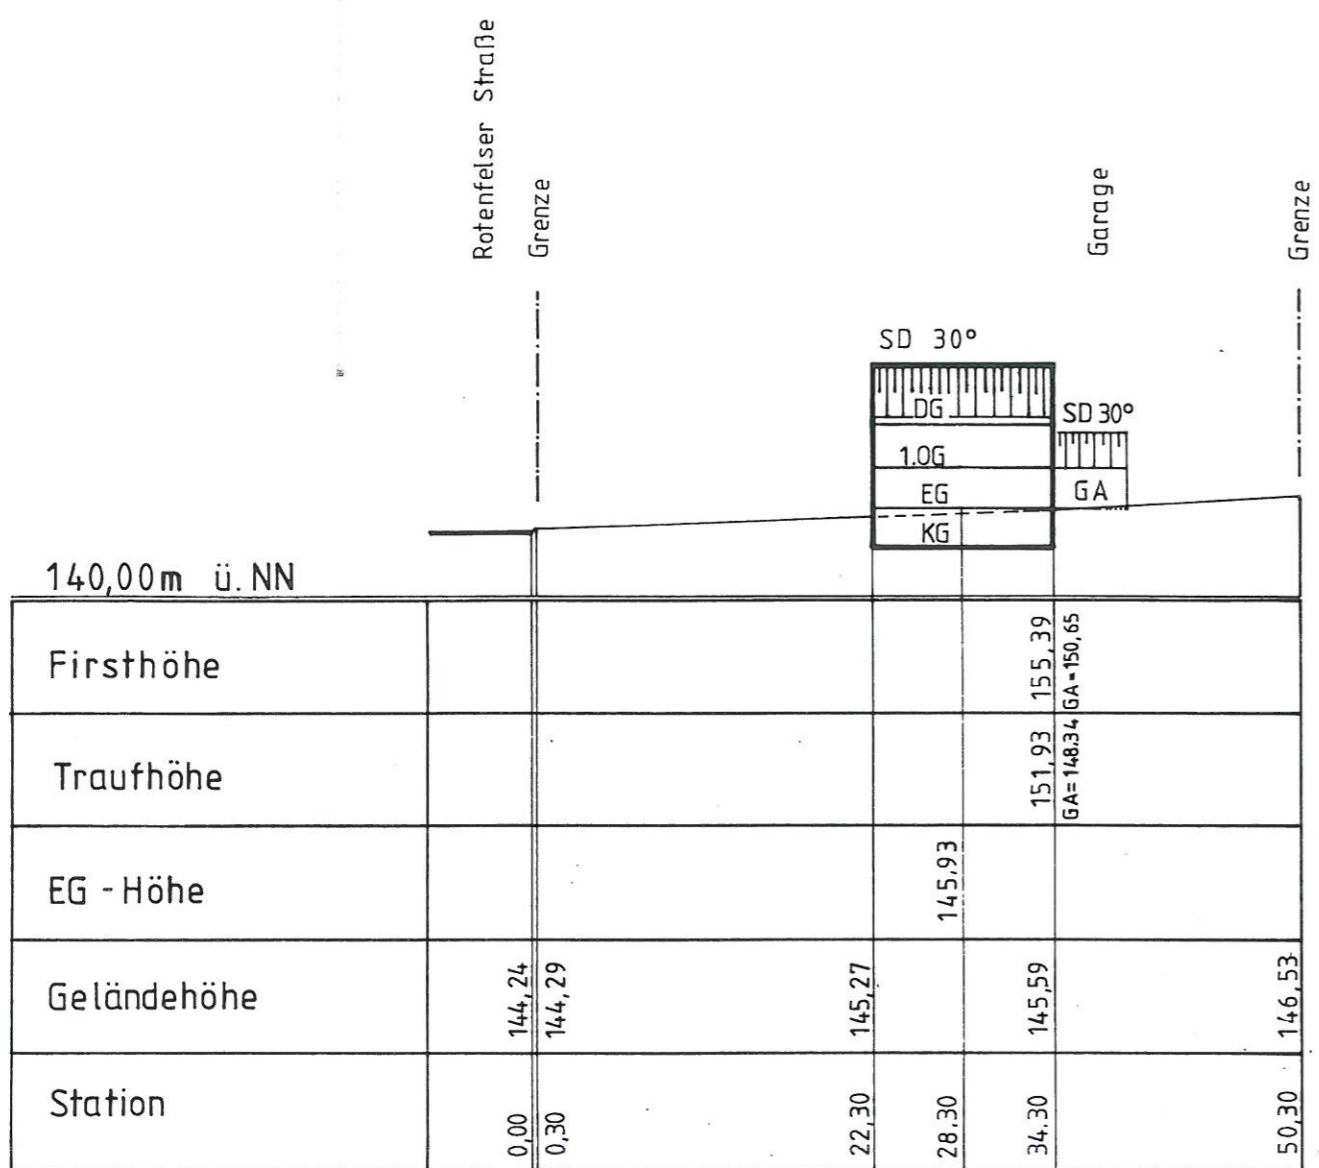 Rotenfelser Straße
Grenze
Garage
Grenze
SD 30°
DG
SD 30°
1.OG
EG
GA
KG
140,00m ü. NN
Firsthöhe
155,39
GA=150,65
Traufhöhe
151,93
GA=148.34
EG - Höhe
145,93
Geländehöhe
144,24
144,29
145,27
145,59
146,53
Station
0,00
0,30
22,30
28.30
34.30
50,30